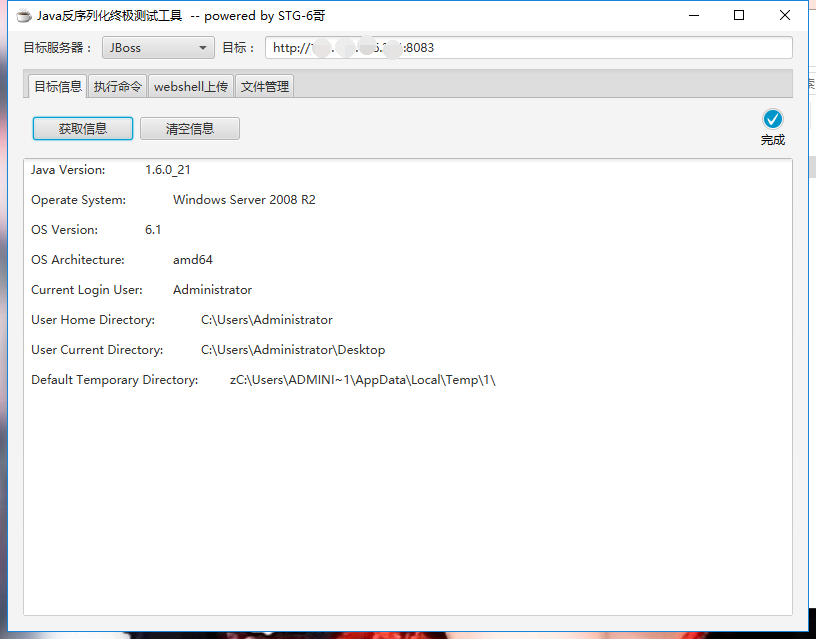 Java反序列化终极测试工具 -- powered by STG-6哥
目标服务器： JBoss 目标： http:// :8083
目标信息 执行命令 webshell上传 文件管理
获取信息 清空信息
完成
Java Version: 1.6.0_21
Operate System: Windows Server 2008 R2
OS Version: 6.1
OS Architecture: amd64
Current Login User: Administrator
User Home Directory: C:\Users\Administrator
User Current Directory: C:\Users\Administrator\Desktop
Default Temporary Directory: zC:\Users\ADMINI~1\AppData\Local\Temp\1\